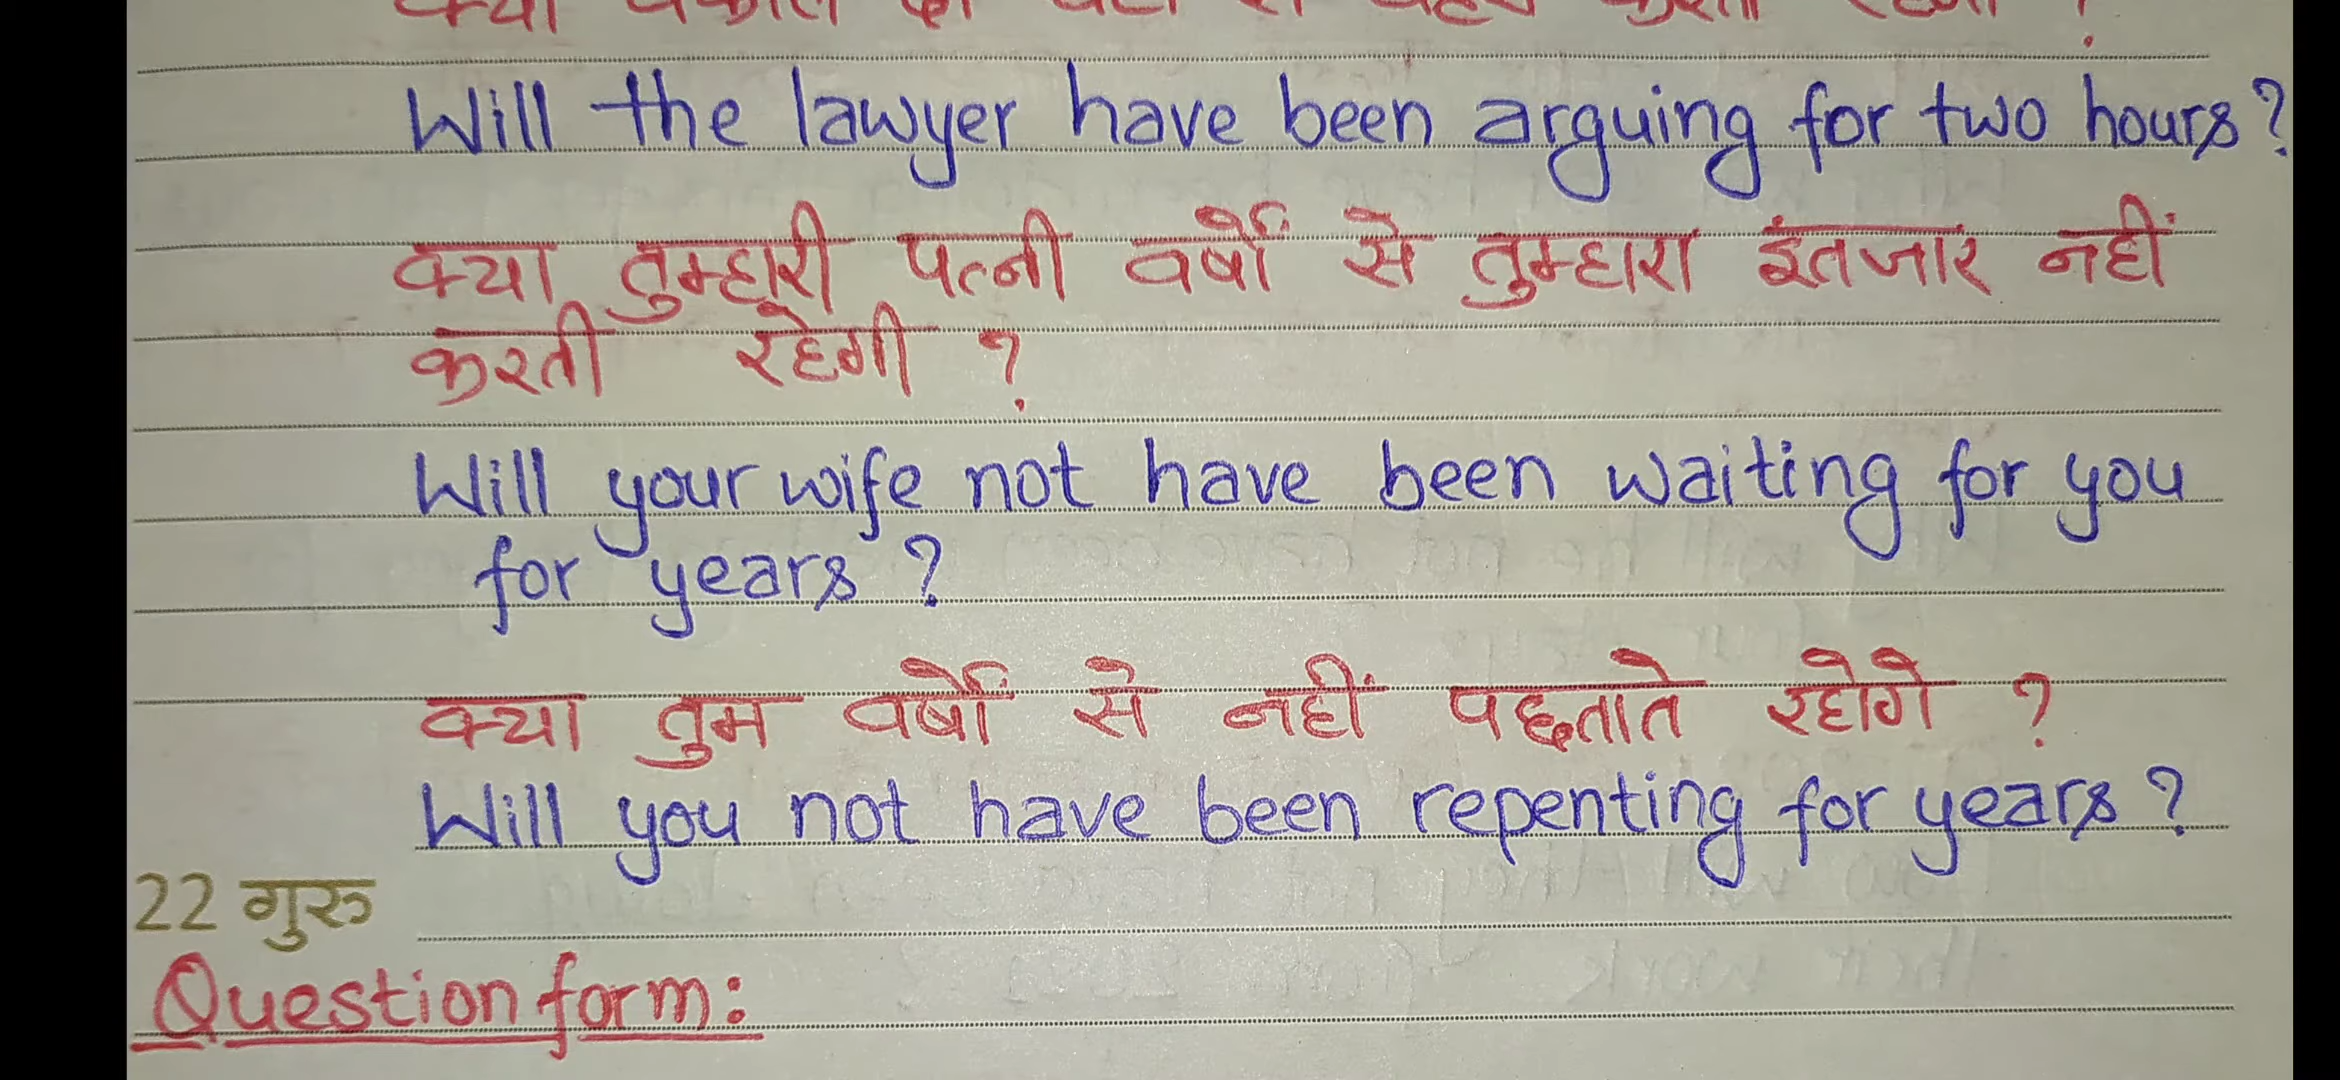 Will the lawyer have been arguing for two hours?
क्या तुम्हारी पत्नी वर्षों से तुम्हारा इंतजार नहीं
करती रहेगी ?
Will your wife not have been waiting for you
for years ?
क्या तुम वर्षों से नहीं पछताते रहोगे ?
Will you not have been repenting for years ?
22 गुरु
Question form: